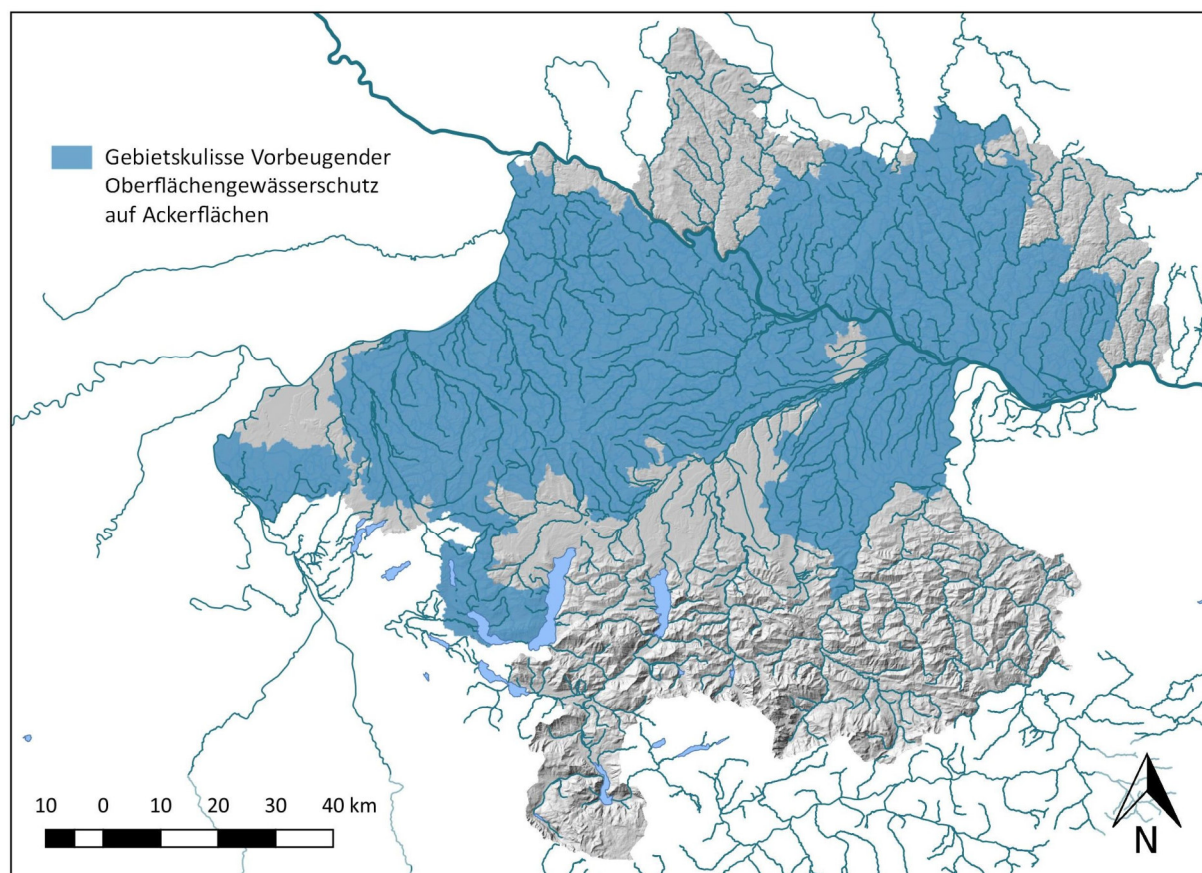 Gebietskulisse Vorbeugender
Oberflächengewässerschutz
auf Ackerflächen
10 0 10 20 30 40 km
N